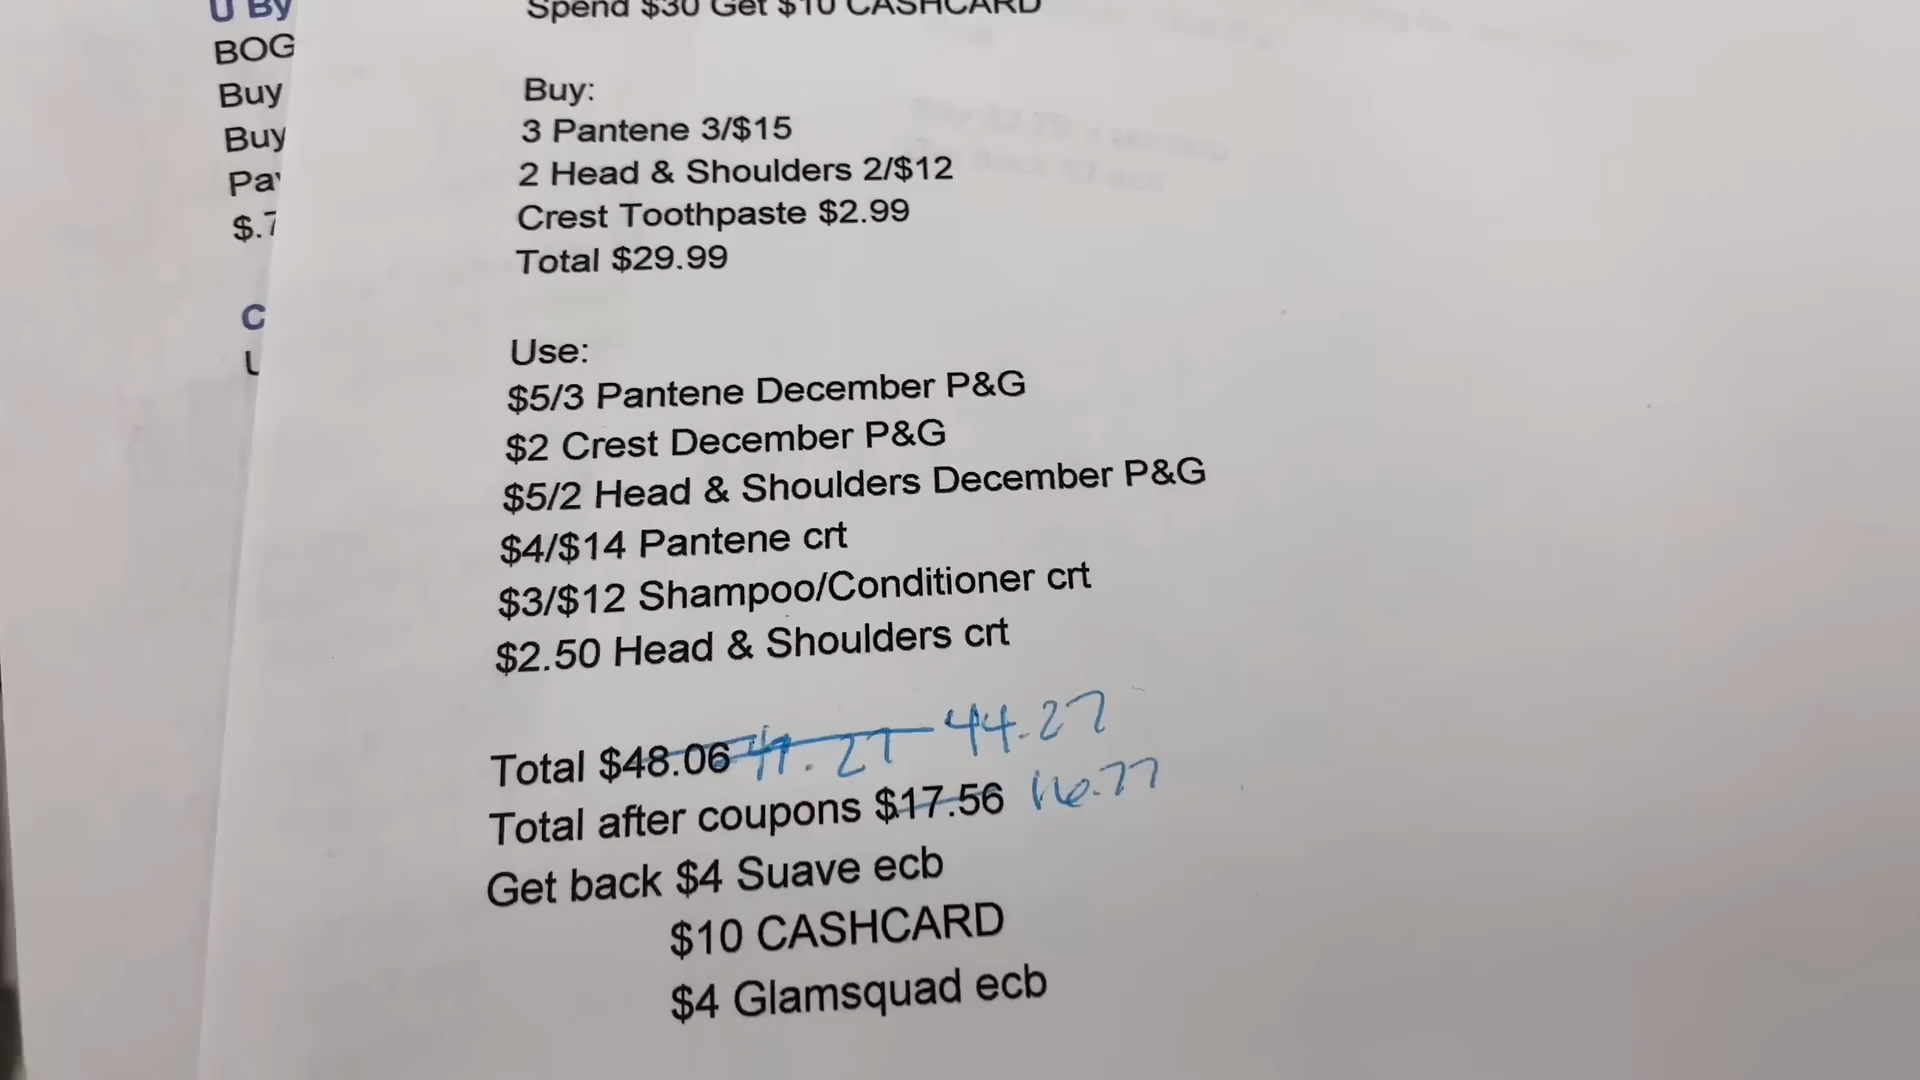 U By
BOG
Buy
Buy
Pay
$.7
C
Spend $30 Get $10 CASHCARD
Buy:
3 Pantene 3/$15
2 Head & Shoulders 2/$12
Crest Toothpaste $2.99
Total $29.99
Use:
$5/3 Pantene December P&G
$2 Crest December P&G
$5/2 Head & Shoulders December P&G
$4/$14 Pantene crt
$3/$12 Shampoo/Conditioner crt
$2.50 Head & Shoulders crt
Total $48.06 44.27
Total after coupons $17.56 16.77
Get back $4 Suave ecb
$10 CASHCARD
$4 Glamsquad ecb